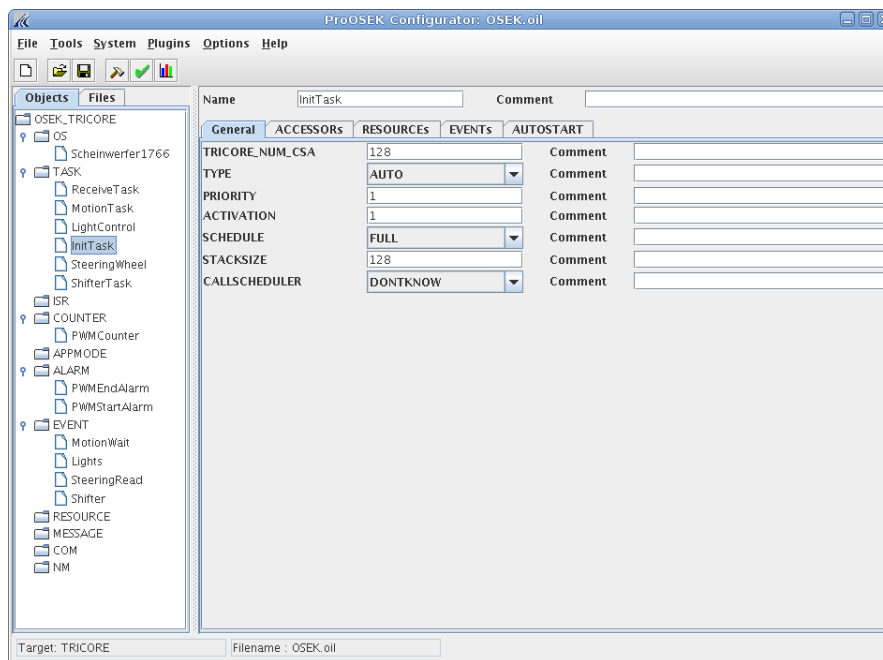 ProOSEK Configurator: OSEK.oil
File Tools System Plugins Options Help
Objects Files
OSEK_TRICORE
OS
Scheinwerfer1766
TASK
ReceiveTask
MotionTask
LightControl
InitTask
SteeringWheel
ShifterTask
ISR
COUNTER
PWMCounter
APPMODE
ALARM
PWMEndAlarm
PWMStartAlarm
EVENT
MotionWait
Lights
SteeringRead
Shifter
RESOURCE
MESSAGE
COM
NM
Name InitTask Comment
General ACCESSORs RESOURCEs EVENTs AUTOSTART
TRICORE_NUM_CSA 128 Comment
TYPE AUTO Comment
PRIORITY 1 Comment
ACTIVATION 1 Comment
SCHEDULE FULL Comment
STACKSIZE 128 Comment
CALLSCHEDULER DONTKNOW Comment
Target: TRICORE Filename : OSEK.oil